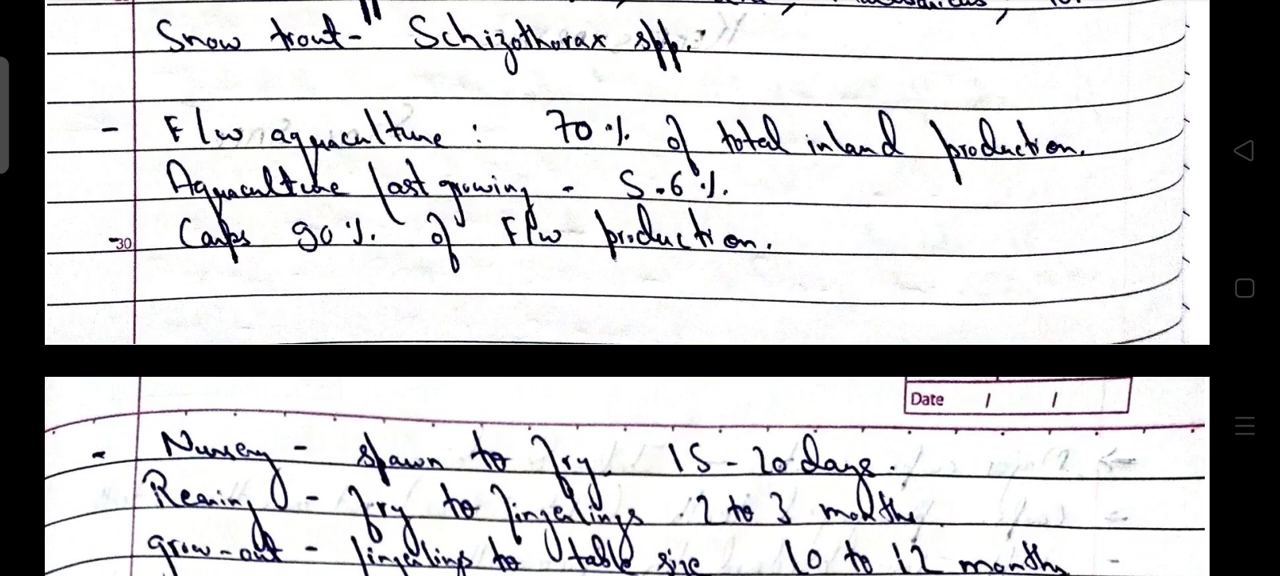 Snow trout - Schizothorax spp.
- F/w aquaculture : 70 % of total inland production.
Aquaculture fast growing - 5.6 %.
- Carps 90 % of F/w production.
30
Date / /
- Nursery - spawn to fry 15 - 20 days.
Rearing - fry to fingerlings 2 to 3 months.
grow-out - fingerlings to table size 10 to 12 months